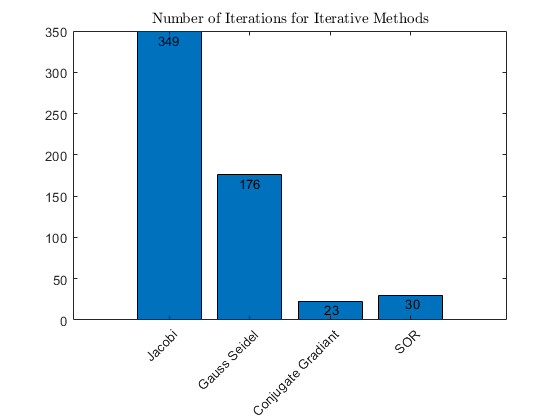 Number of Iterations for Iterative Methods
350
300
250
200
150
100
50
0
349
176
23
30
Jacobi
Gauss Seidel
Conjugate Gradiant
SOR